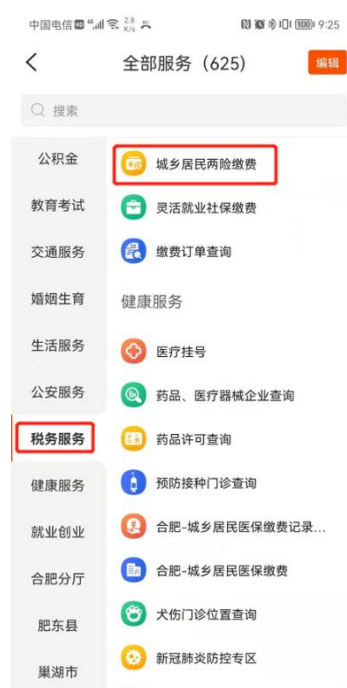 中国电信 HD 4G 2.8 K/s 100 9:25
全部服务（625） 编辑
搜索
公积金
教育考试
交通服务
婚姻生育
生活服务
公安服务
税务服务
健康服务
就业创业
合肥分厅
肥东县
巢湖市
城乡居民两险缴费
灵活就业社保缴费
缴费订单查询
健康服务
医疗挂号
药品、医疗器械企业查询
药品许可查询
预防接种门诊查询
合肥-城乡居民医保缴费记录...
合肥-城乡居民医保缴费
犬伤门诊位置查询
新冠肺炎防控专区